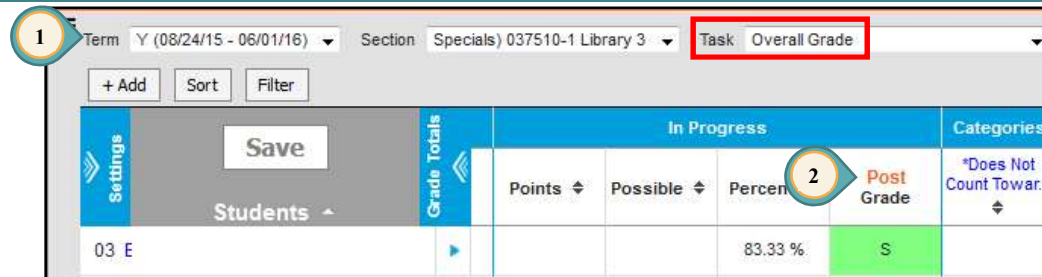 1
Term Y (08/24/15 - 06/01/16) Section Specials) 037510-1 Library 3 Task Overall Grade
+ Add Sort Filter
Settings
Save
Students
Grade Totals
In Progress
Categories
Points Possible
2
Post
Grade
*Does Not
Count Towar.
03 E 83.33 % S